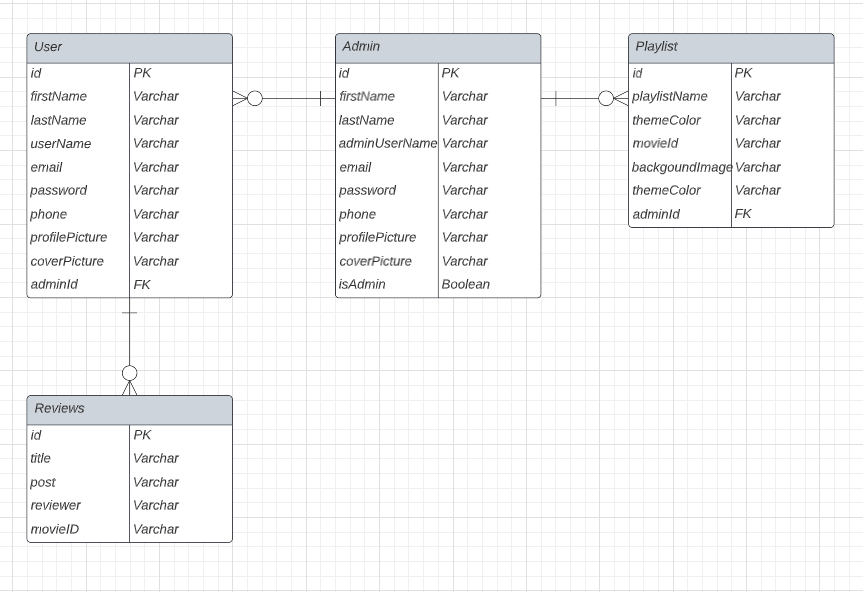 User
id PK
firstName Varchar
lastName Varchar
userName Varchar
email Varchar
password Varchar
phone Varchar
profilePicture Varchar
coverPicture Varchar
adminId FK
Admin
id PK
firstName Varchar
lastName Varchar
adminUserName Varchar
email Varchar
password Varchar
phone Varchar
profilePicture Varchar
coverPicture Varchar
isAdmin Boolean
Playlist
id PK
playlistName Varchar
themeColor Varchar
movieId Varchar
backgoundImage Varchar
themeColor Varchar
adminId FK
Reviews
id PK
title Varchar
post Varchar
reviewer Varchar
movieID Varchar